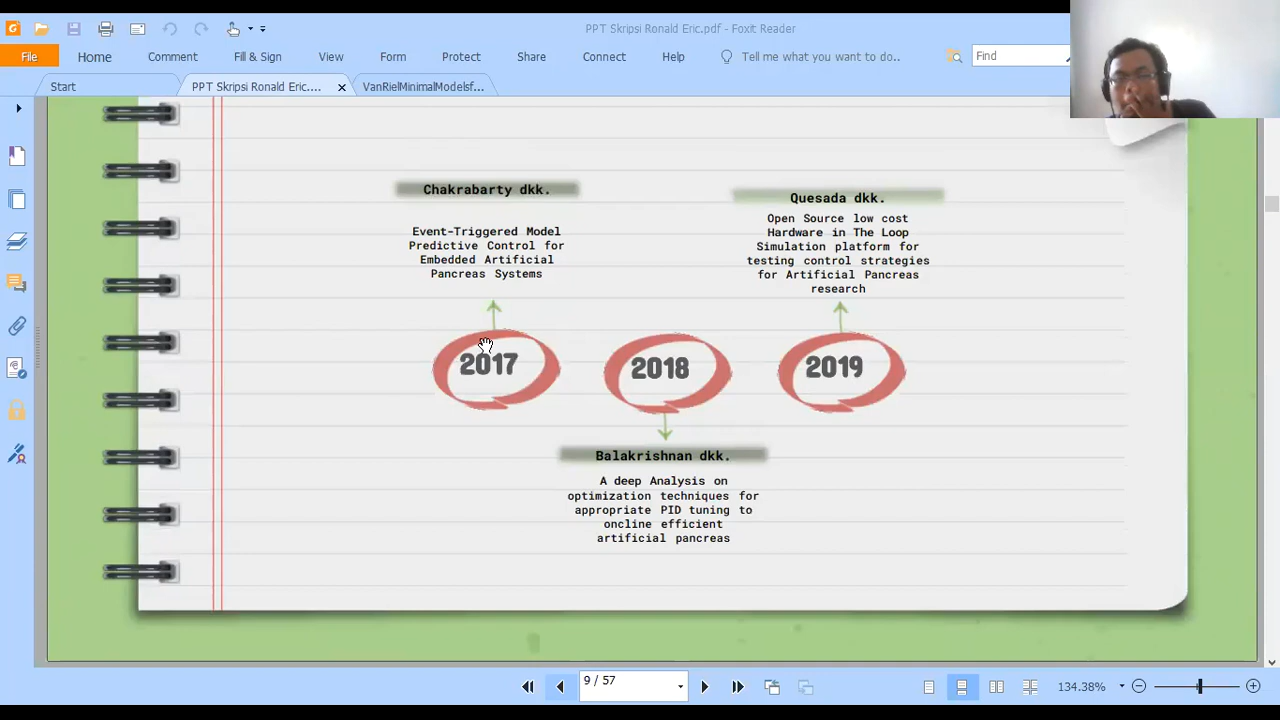 PPT Skripsi Ronald Eric.pdf - Foxit Reader
File
Home
Comment
Fill & Sign
View
Form
Protect
Share
Connect
Help
Tell me what you want to do..
Find
Start
PPT Skripsi Ronald Eric....
VanRielMinimalModelsf...
Chakrabarty dkk.
Event-Triggered Model
Predictive Control for
Embedded Artificial
Pancreas Systems
Quesada dkk.
Open Source low cost
Hardware in The Loop
Simulation platform for
testing control strategies
for Artificial Pancreas
research
2017
2018
2019
Balakrishnan dkk.
A deep Analysis on
optimization techniques for
appropriate PID tuning to
oncline efficient
artificial pancreas
9 / 57
134.38%